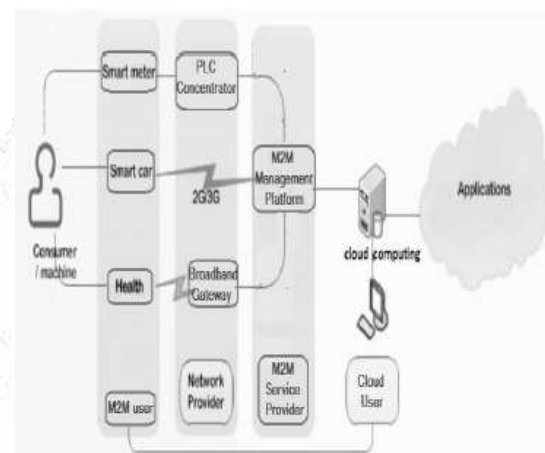 Smart meter
PLC
Concentrator
Smart car
2G/3G
M2M
Management
Platform
Applications
Consumer
/ machine
cloud computing
Health
Broadband
Gateway
M2M user
Network
Provider
M2M
Service
Provider
Cloud
User